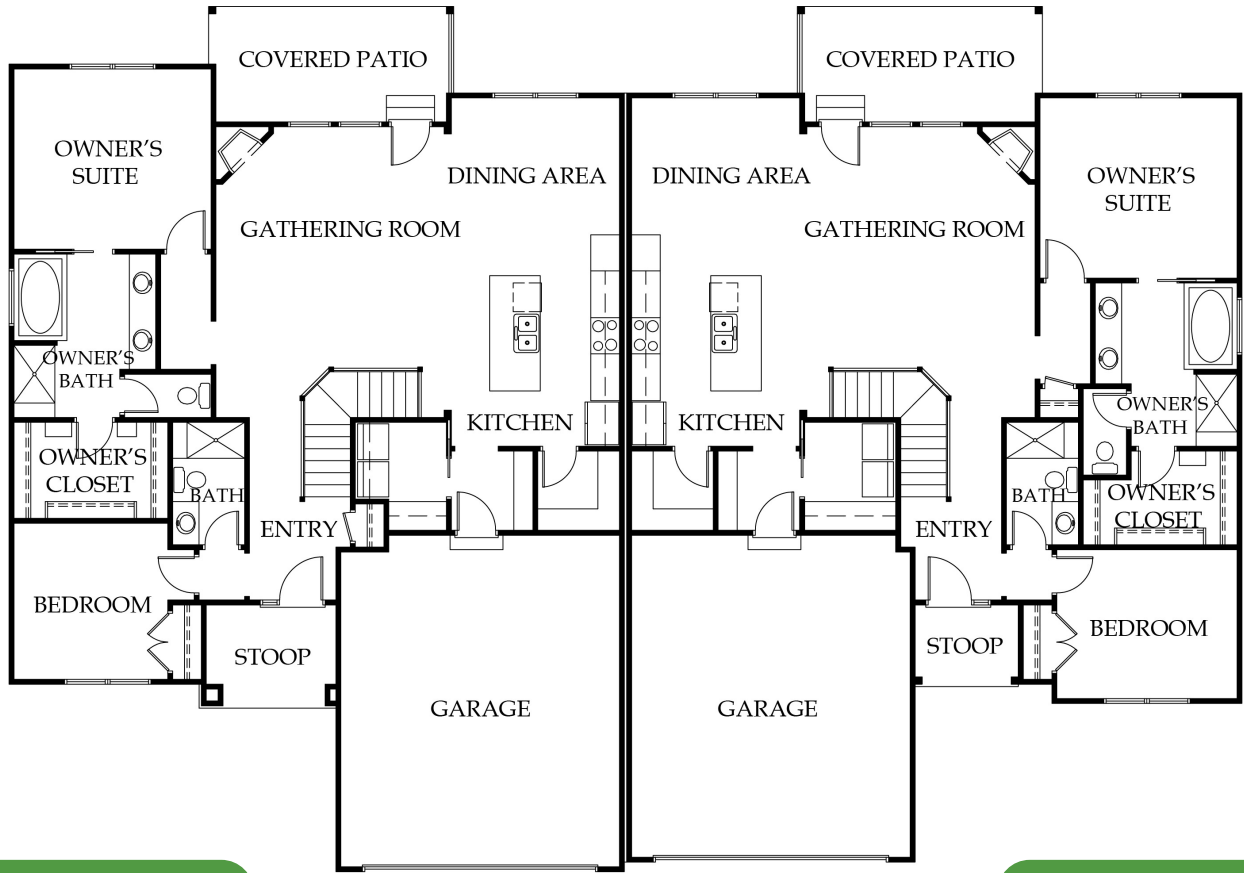 COVERED PATIO
COVERED PATIO
OWNER'S
SUITE
DINING AREA
DINING AREA
OWNER'S
SUITE
GATHERING ROOM
GATHERING ROOM
OWNER'S
BATH
KITCHEN
KITCHEN
OWNER'S
BATH
OWNER'S
CLOSET
BATH
ENTRY
ENTRY
BATH
OWNER'S
CLOSET
BEDROOM
STOOP
STOOP
BEDROOM
GARAGE
GARAGE